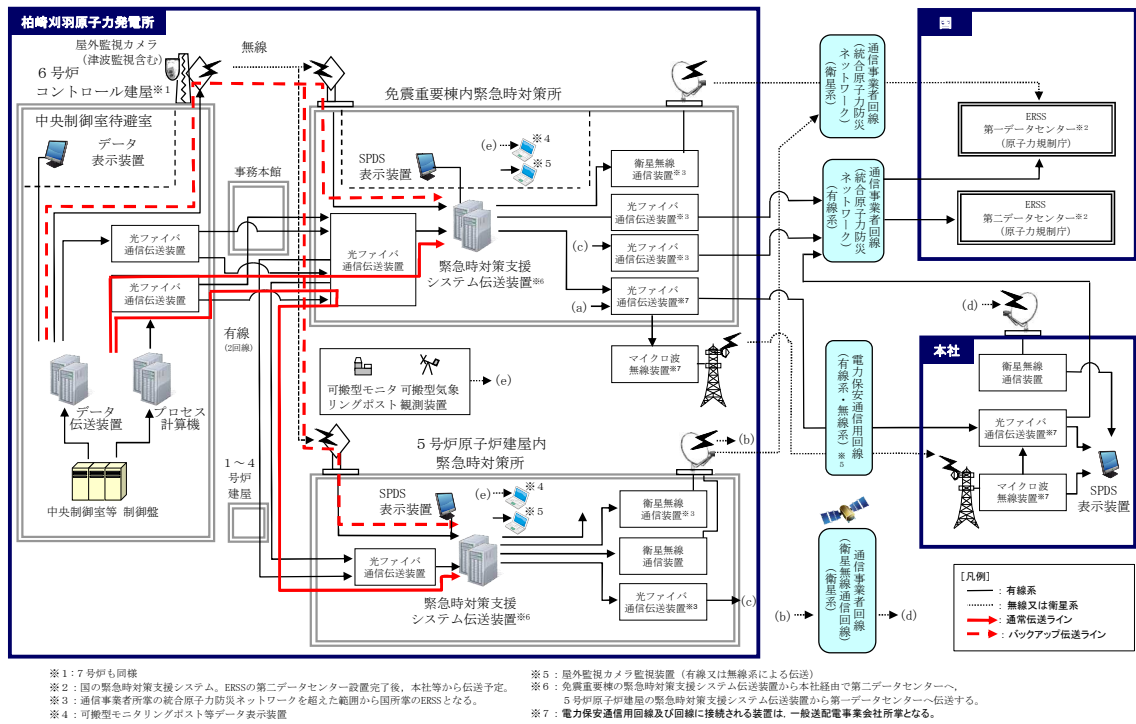 柏崎刈羽原子力発電所
屋外監視カメラ
(津波監視含む)
無線
6号炉
コントロール建屋※1
中央制御室待避室
データ
表示装置
事務本館
光ファイバ
通信伝送装置
光ファイバ
通信伝送装置
有線
(2回線)
データ
伝送装置
プロセス
計算機
中央制御室等 制御盤
1～4
号炉
建屋
免震重要棟内緊急時対策所
SPDS
表示装置
(e)
※4
※5
光ファイバ
通信伝送装置
緊急時対策支援
システム伝送装置※6
衛星無線
通信装置※3
光ファイバ
通信伝送装置※3
(c)
光ファイバ
通信伝送装置※3
(a)
光ファイバ
通信伝送装置※7
マイクロ波
無線装置※7
可搬型モニタ
リングポスト
可搬型気象
観測装置
(e)
5号炉原子炉建屋内
緊急時対策所
SPDS
表示装置
(e)
※4
※5
光ファイバ
通信伝送装置
緊急時対策支援
システム伝送装置※6
衛星無線
通信装置※3
衛星無線
通信装置
光ファイバ
通信伝送装置※3
(b)
(a)
(c)
通信事業者回線
(統合原子力防災
ネットワーク)
(衛星系)
通信事業者回線
(統合原子力防災
ネットワーク)
(有線系)
電力保安通信用回線
(有線系・無線系)
※5
通信事業者回線
(衛星無線通信回線)
(衛星系)
(b)
(d)
国
ERSS
第一データセンター※2
(原子力規制庁)
ERSS
第二データセンター※2
(原子力規制庁)
(d)
本社
衛星無線
通信装置
光ファイバ
通信伝送装置※7
マイクロ波
無線装置※7
SPDS
表示装置
[凡例]
：有線系
：無線又は衛星系
：通常伝送ライン
：バックアップ伝送ライン
※1：7号炉も同様
※2：国の緊急時対策支援システム。ERSSの第二データセンター設置完了後，本社等から伝送予定。
※3：通信事業者所掌の統合原子力防災ネットワークを超えた範囲から国所掌のERSSとなる。
※4：可搬型モニタリングポスト等データ表示装置
※5：屋外監視カメラ監視装置（有線又は無線系による伝送）
※6：免震重要棟の緊急時対策支援システム伝送装置から本社経由で第二データセンターへ，
5号炉原子炉建屋の緊急時対策支援システム伝送装置から第一データセンターへ伝送する。
※7：電力保安通信用回線及び回線に接続される装置は，一般送配電事業会社所掌となる。